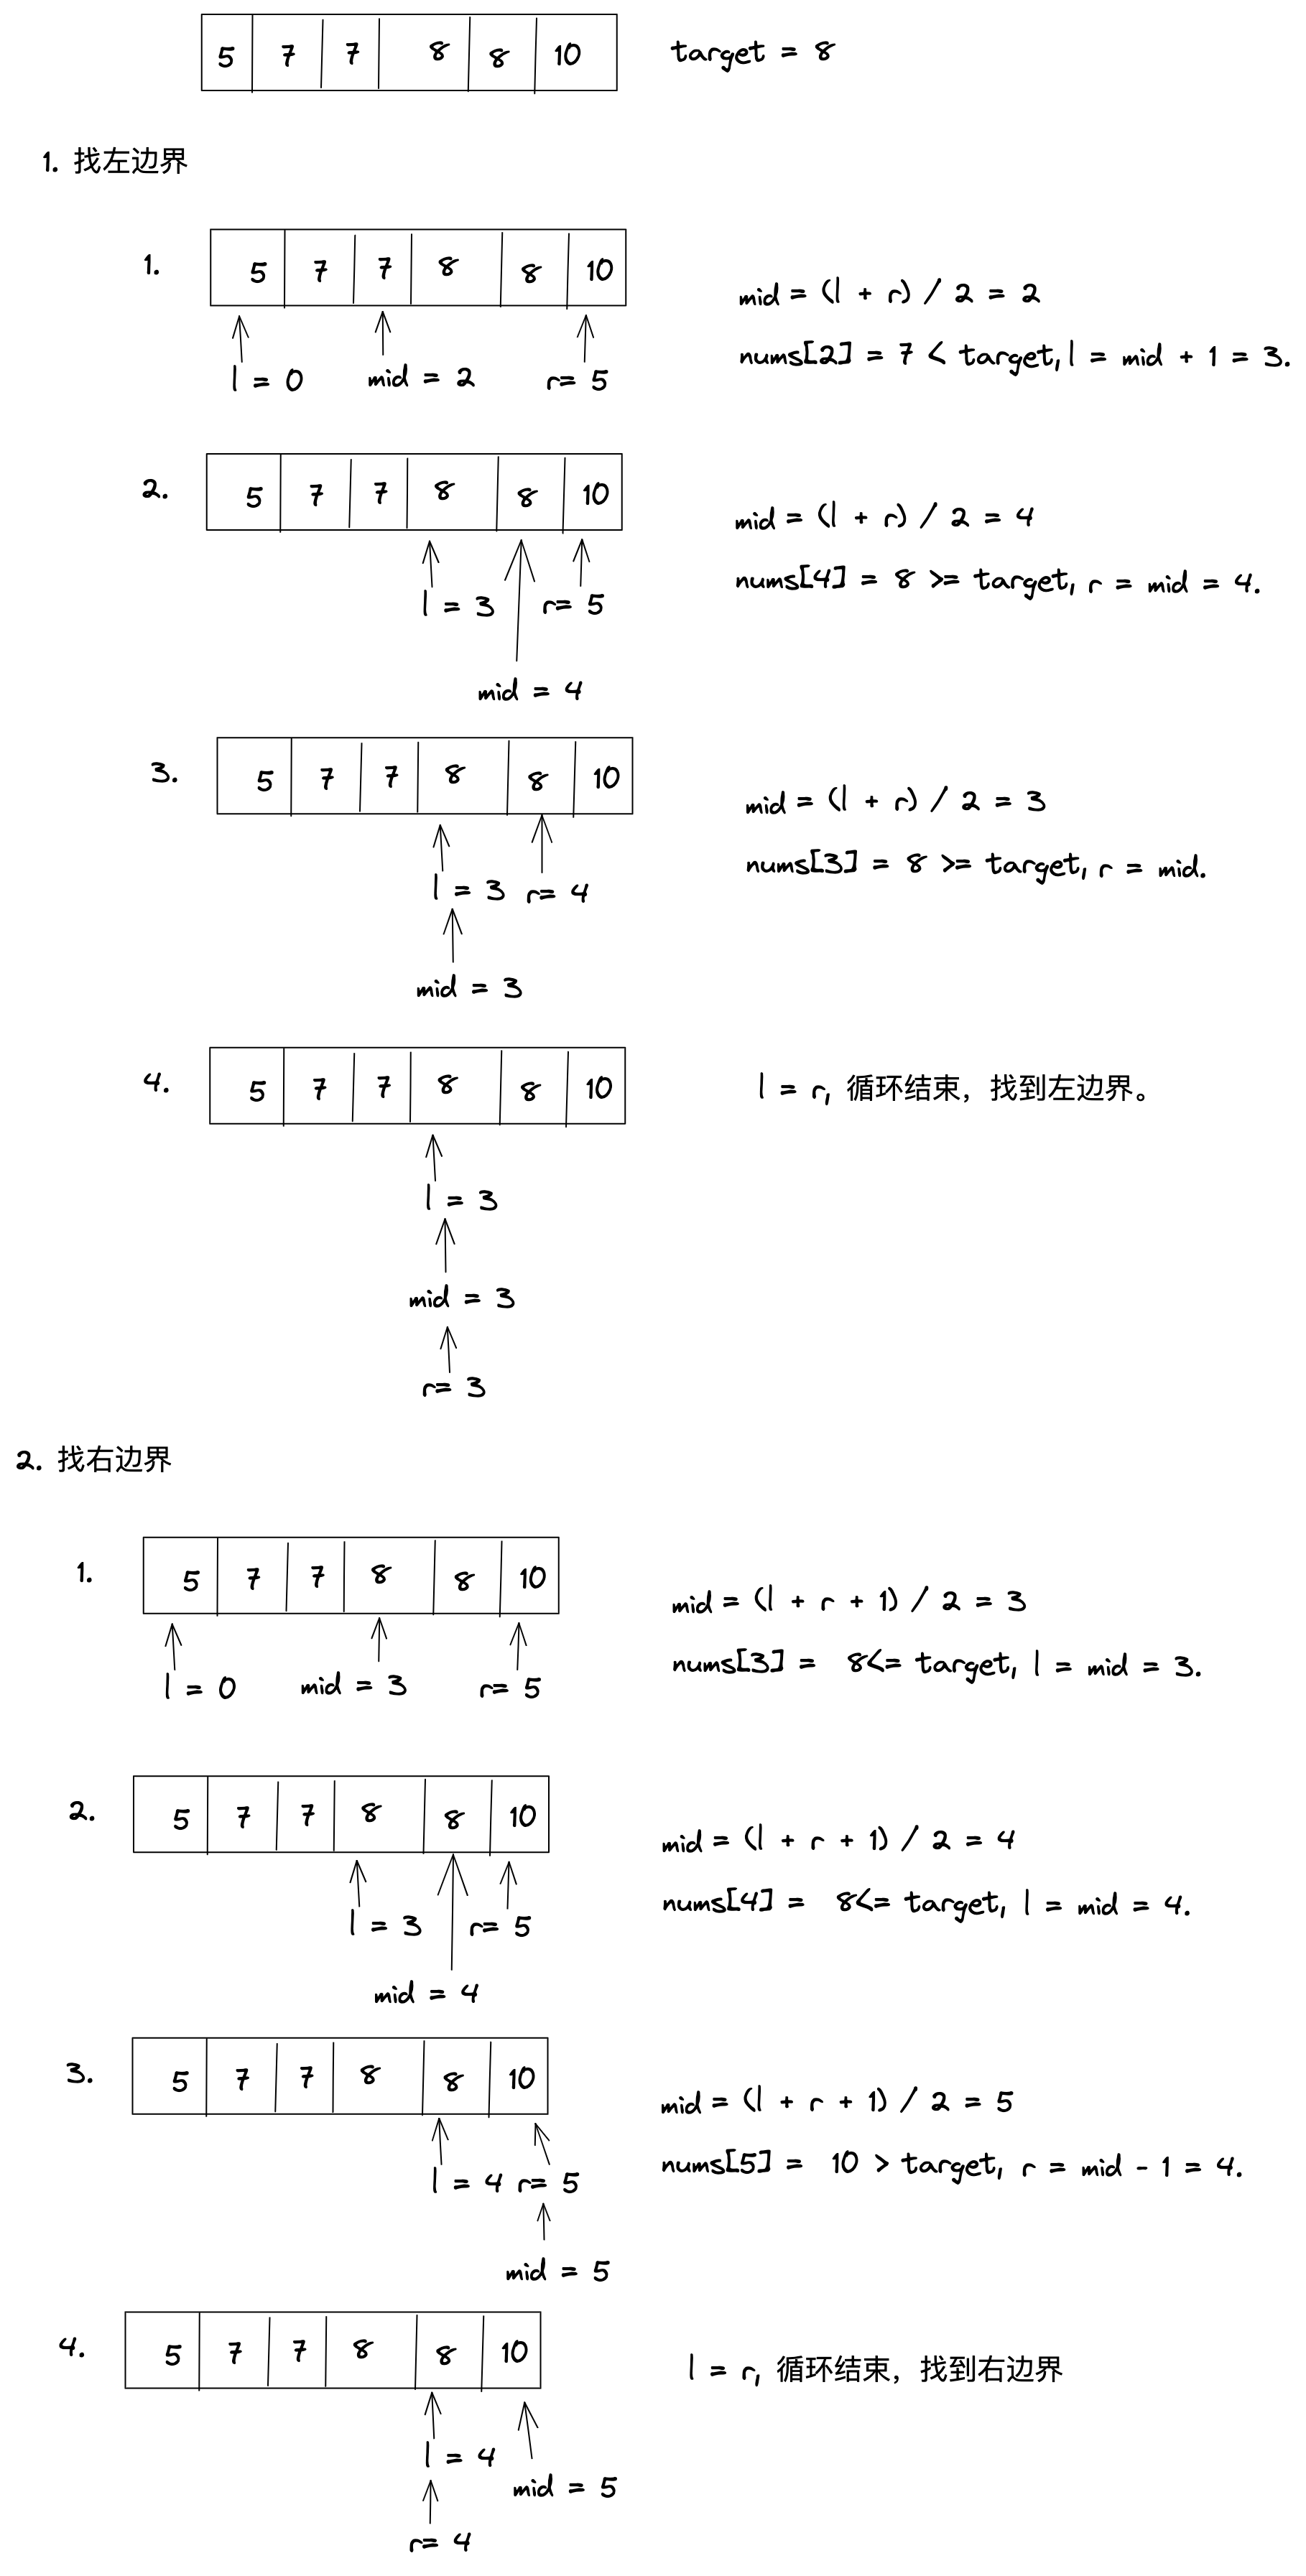 5 7 7 8 8 10 target = 8
1. 找左边界
1. 5 7 7 8 8 10
mid = (l + r) / 2 = 2
nums[2] = 7 < target, l = mid + 1 = 3.
l = 0 mid = 2 r= 5
2. 5 7 7 8 8 10
mid = (l + r) / 2 = 4
nums[4] = 8 >= target, r = mid = 4.
l = 3 r= 5
mid = 4
3. 5 7 7 8 8 10
mid = (l + r) / 2 = 3
nums[3] = 8 >= target, r = mid.
l = 3 r= 4
mid = 3
4. 5 7 7 8 8 10
l = r, 循环结束，找到左边界。
l = 3
mid = 3
r= 3
2. 找右边界
1. 5 7 7 8 8 10
mid = (l + r + 1) / 2 = 3
nums[3] = 8<= target, l = mid = 3.
l = 0 mid = 3 r= 5
2. 5 7 7 8 8 10
mid = (l + r + 1) / 2 = 4
nums[4] = 8<= target, l = mid = 4.
l = 3 r= 5
mid = 4
3. 5 7 7 8 8 10
mid = (l + r + 1) / 2 = 5
nums[5] = 10 > target, r = mid - 1 = 4.
l = 4 r= 5
mid = 5
4. 5 7 7 8 8 10
l = r, 循环结束，找到右边界
l = 4
mid = 5
r= 4